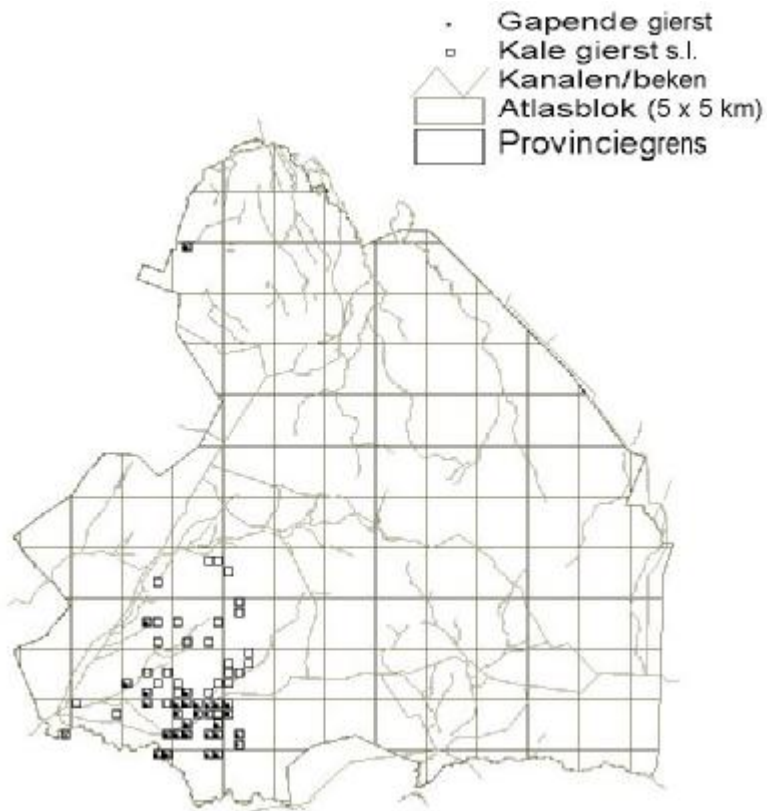 Gapende gierst
Kale gierst s.l.
Kanalen/beken
Atlasblok (5 x 5 km)
Provinciegrens